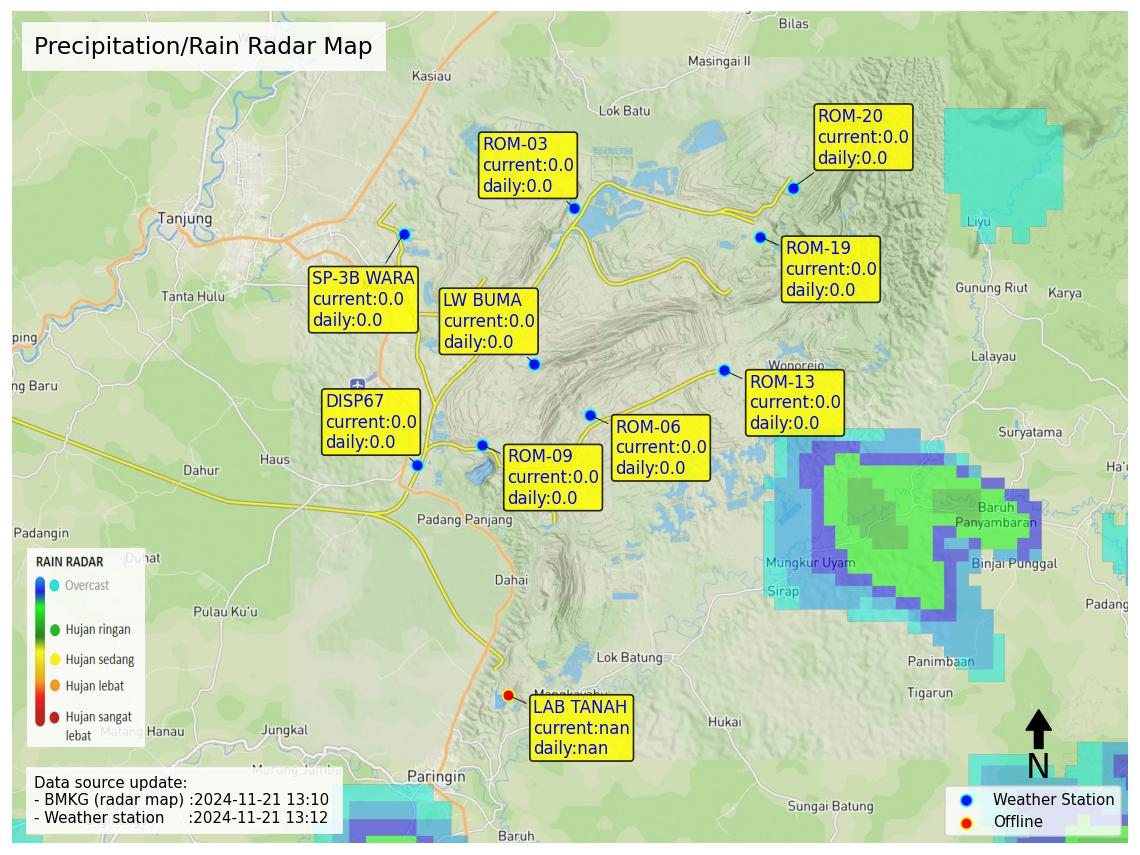 Precipitation/Rain Radar Map
Bilas
Masingai II
Kasiau
Lok Batu
ROM-20
current:0.0
daily:0.0
ROM-03
current:0.0
daily:0.0
Tanjung
Liyu
ROM-19
current:0.0
daily:0.0
SP-3B WARA
current:0.0
daily:0.0
LW BUMA
current:0.0
daily:0.0
Tanta Hulu
Gunung Riut
Karya
ping
Lalayau
Wonorejo
ng Baru
ROM-13
current:0.0
daily:0.0
DISP67
current:0.0
daily:0.0
ROM-06
current:0.0
daily:0.0
Suryatama
ROM-09
current:0.0
daily:0.0
Haus
Dahur
Ha'u
Baruh
Panyambaran
Padang Panjang
Padangin
Mungkur Uyam
Binjai Punggal
Dahai
Sirap
Padang
Pulau Ku'u
RAIN RADAR
Overcast
Hujan ringan
Hujan sedang
Hujan lebat
Hujan sangat
lebat
Lok Batung
Panimbaan
Tigarun
Mangkayahu
LAB TANAH
current:nan
daily:nan
Hukai
Jungkal
Matang Hanau
Murung Jambu
Paringin
N
Sungai Batung
Baruh
Data source update:
- BMKG (radar map) :2024-11-21 13:10
- Weather station :2024-11-21 13:12
Weather Station
Offline